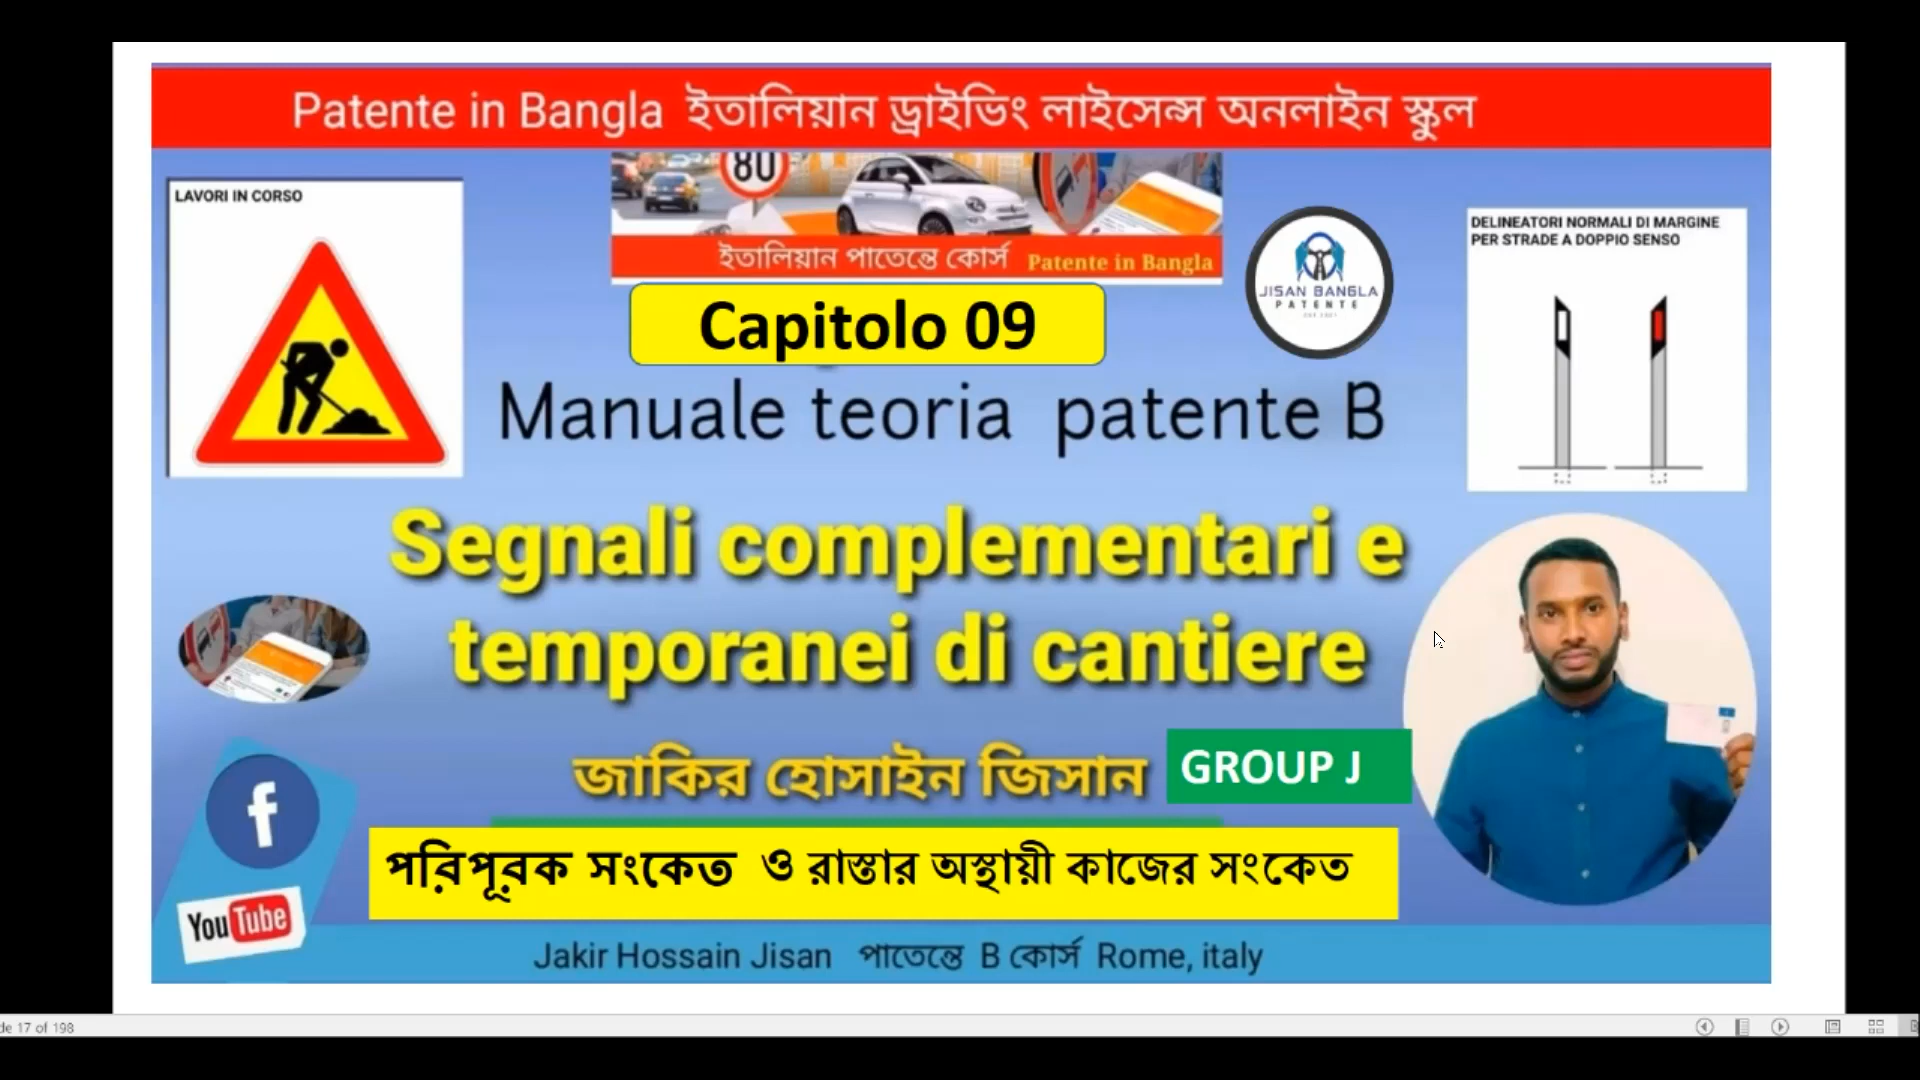 Patente in Bangla ইতালিয়ান ড্রাইভিং লাইসেন্স অনলাইন স্কুল
LAVORI IN CORSO
80
ইতালিয়ান পাতেন্তে কোর্স Patente in Bangla
JISAN BANGLA
PATENTE
DELINEATORI NORMALI DI MARGINE
PER STRADE A DOPPIO SENSO
Capitolo 09
Manuale teoria patente B
Segnali complementari e
temporanei di cantiere
জাকির হোসাইন জিসান
GROUP J
পরিপূরক সংকেত ও রাস্তার অস্থায়ী কাজের সংকেত
f
YouTube
Jakir Hossain Jisan পাতেন্তে B কোর্স Rome, italy
de 17 of 198